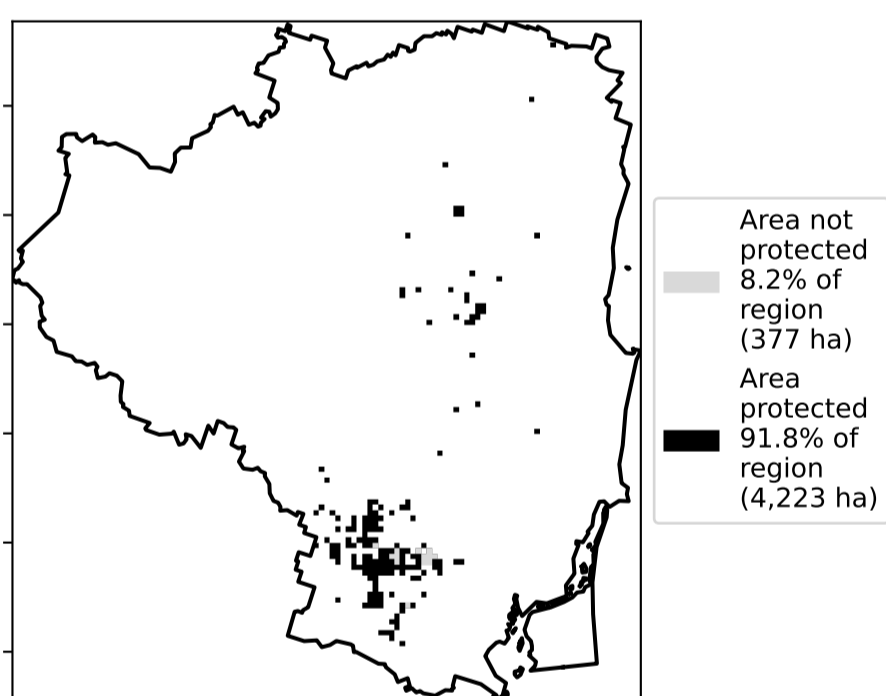 Area not
protected
8.2% of
region
(377 ha)
Area
protected
91.8% of
region
(4,223 ha)